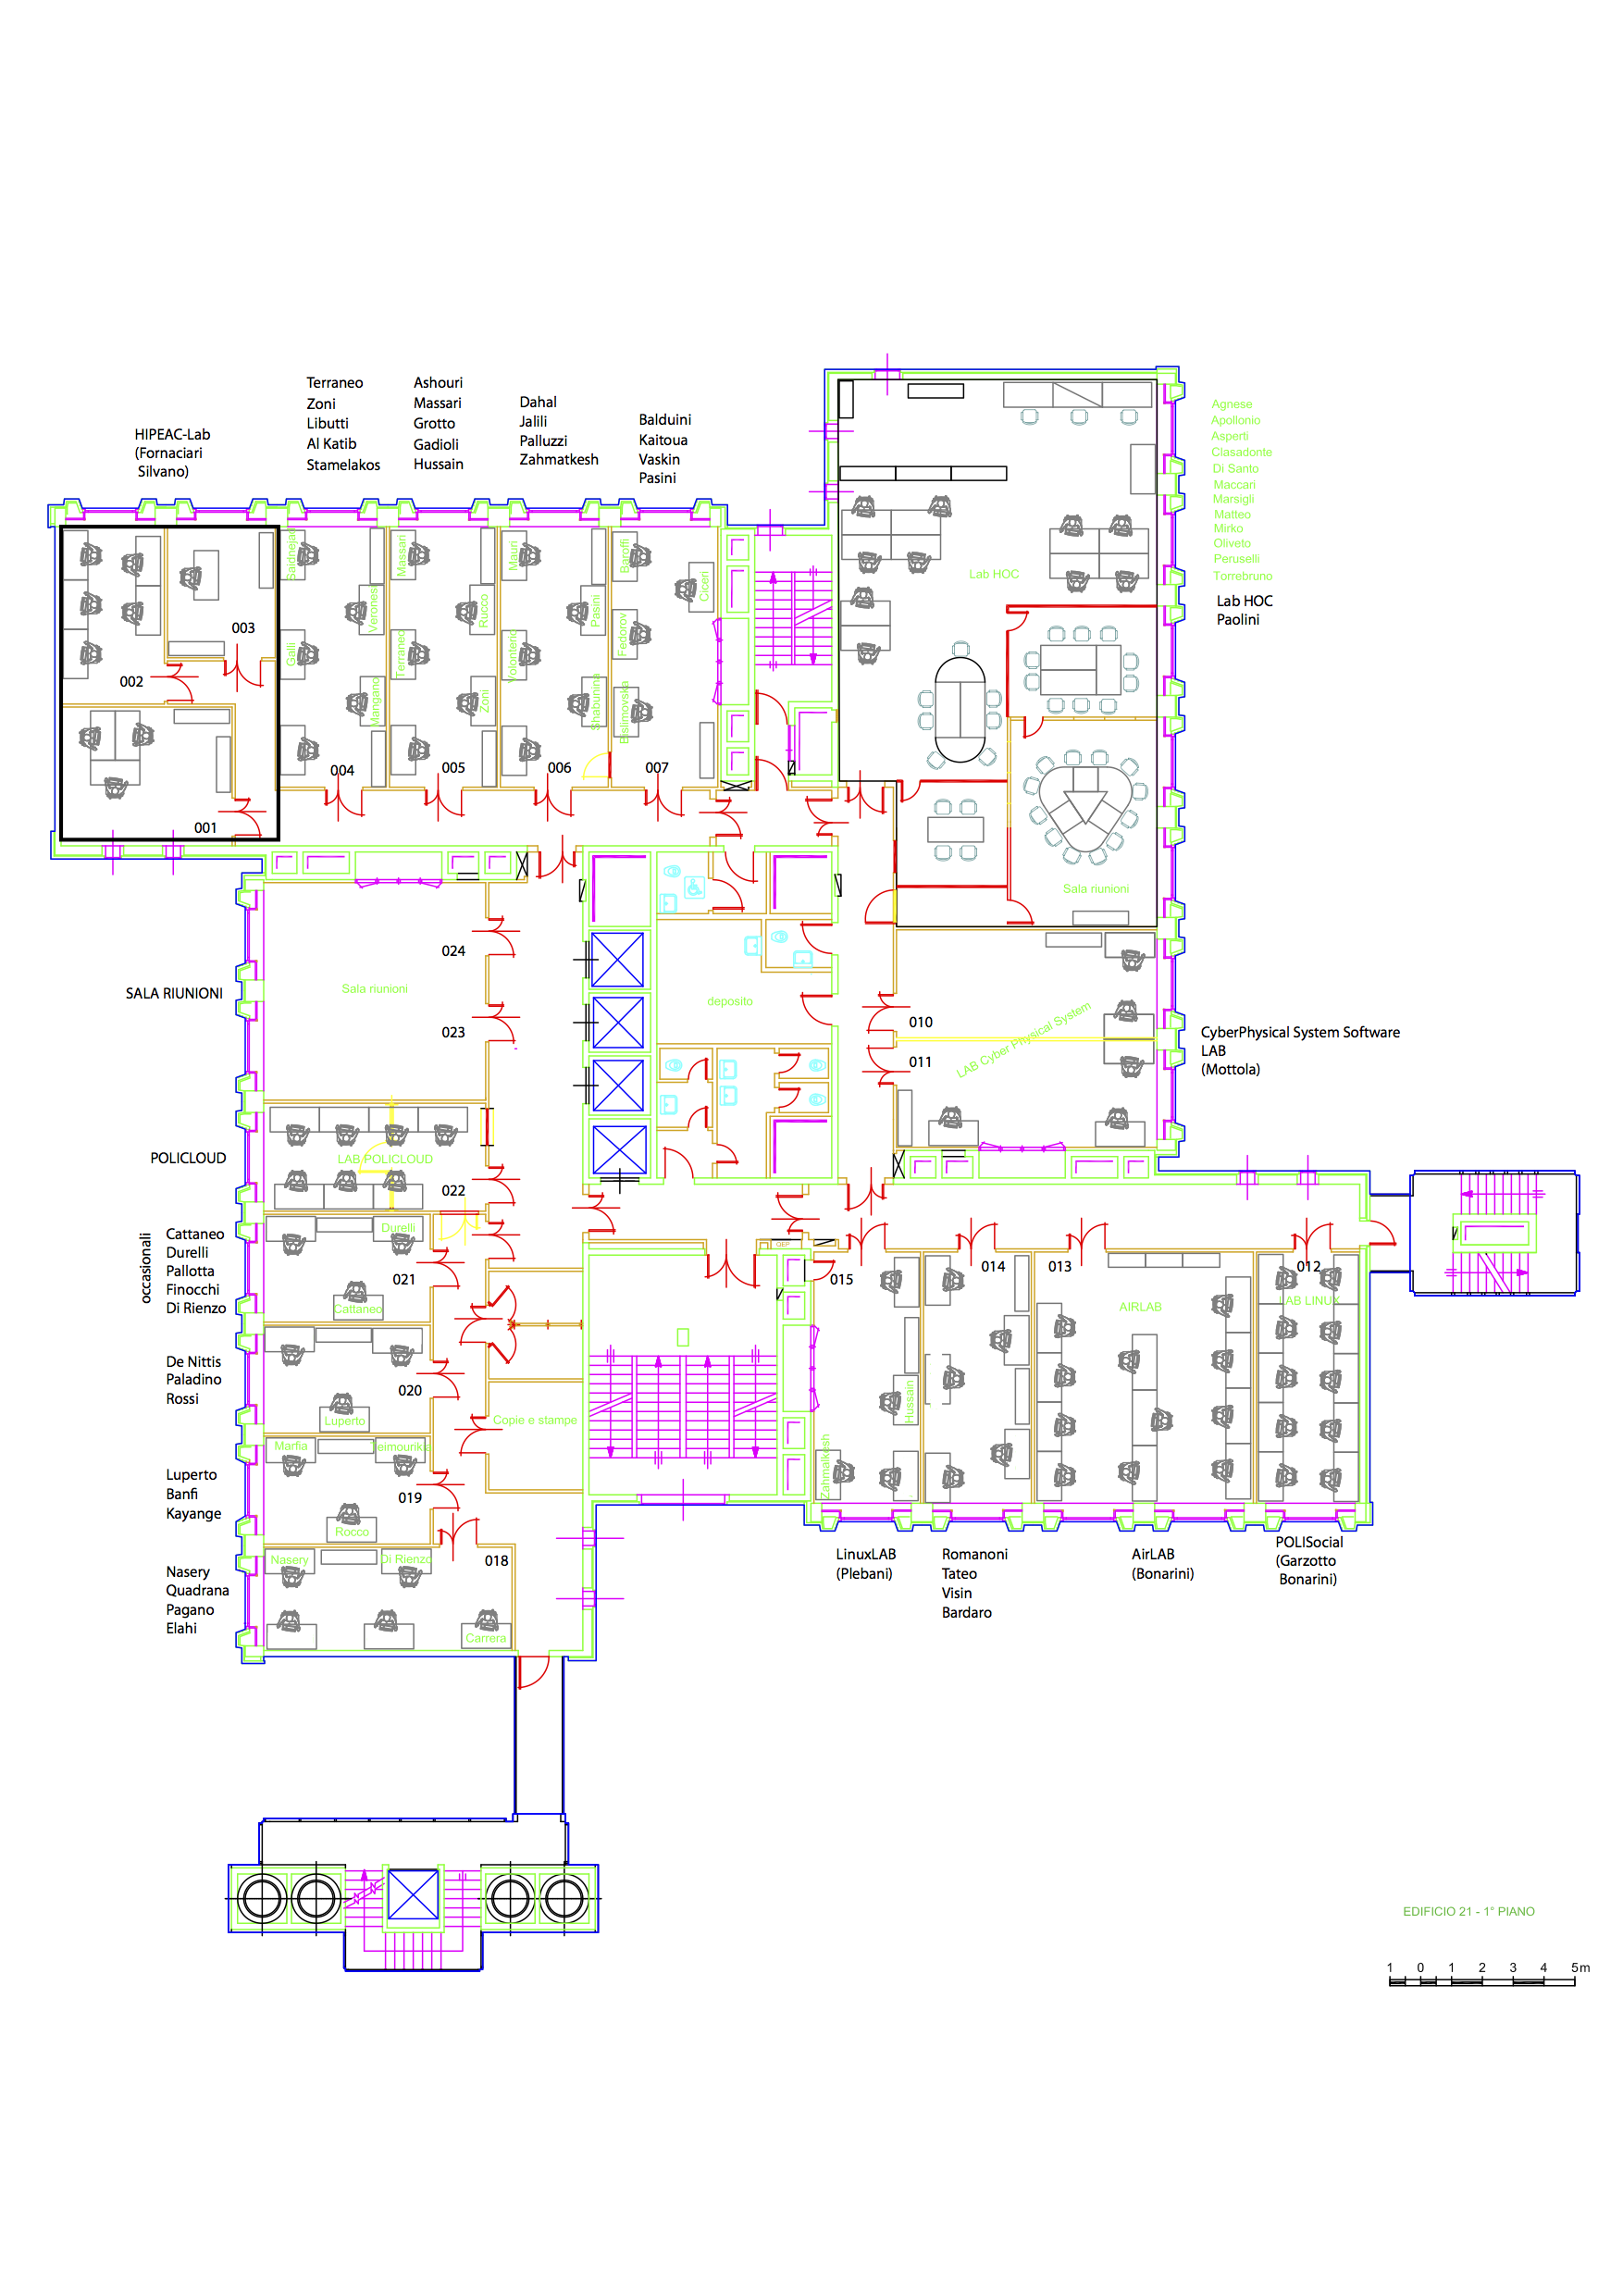 Terraneo
Zoni
Libutti
Al Katib
Stamelakos
Ashouri
Massari
Grotto
Gadioli
Hussain
Dahal
Jalili
Palluzzi
Zahmatkesh
Balduini
Kaitoua
Vaskin
Pasini
HIPEAC-Lab
(Fornaciari
Silvano)
Agnese
Apollonio
Asperti
Clasadonte
Di Santo
Maccari
Marsigli
Matteo
Mirko
Oliveto
Peruselli
Torrebruno
Lab HOC
Paolini
Saidnejad
Veronesi
Galli
Mangano
Massari
Rucco
Terraneo
Zoni
Mauri
Pasini
Volonterio
Shabunina
Baroffi
Ciceri
Fedorov
Bislimovska
Lab HOC
003
002
001
004
005
006
007
Sala riunioni
024
SALA RIUNIONI
Sala riunioni
023
deposito
010
011
LAB Cyber Physical System
CyberPhysical System Software
LAB
(Mottola)
POLICLOUD
LAB POLICLOUD
022
occasionali
Cattaneo
Durelli
Pallotta
Finocchi
Di Rienzo
Durelli
021
Cattaneo
De Nittis
Paladino
Rossi
020
Luperto
Copie e stampe
Luperto
Banfi
Kayange
Marfia
Teimourikia
019
Rocco
Nasery
Quadrana
Pagano
Elahi
Nasery
Di Rienzo
018
Carrera
015
014
013
012
AIRLAB
LAB LINUX
Hussain
Zahmalkesh
LinuxLAB
(Plebani)
Romanoni
Tateo
Visin
Bardaro
AirLAB
(Bonarini)
POLISocial
(Garzotto
Bonarini)
EDIFICIO 21 - 1° PIANO
1 0 1 2 3 4 5m